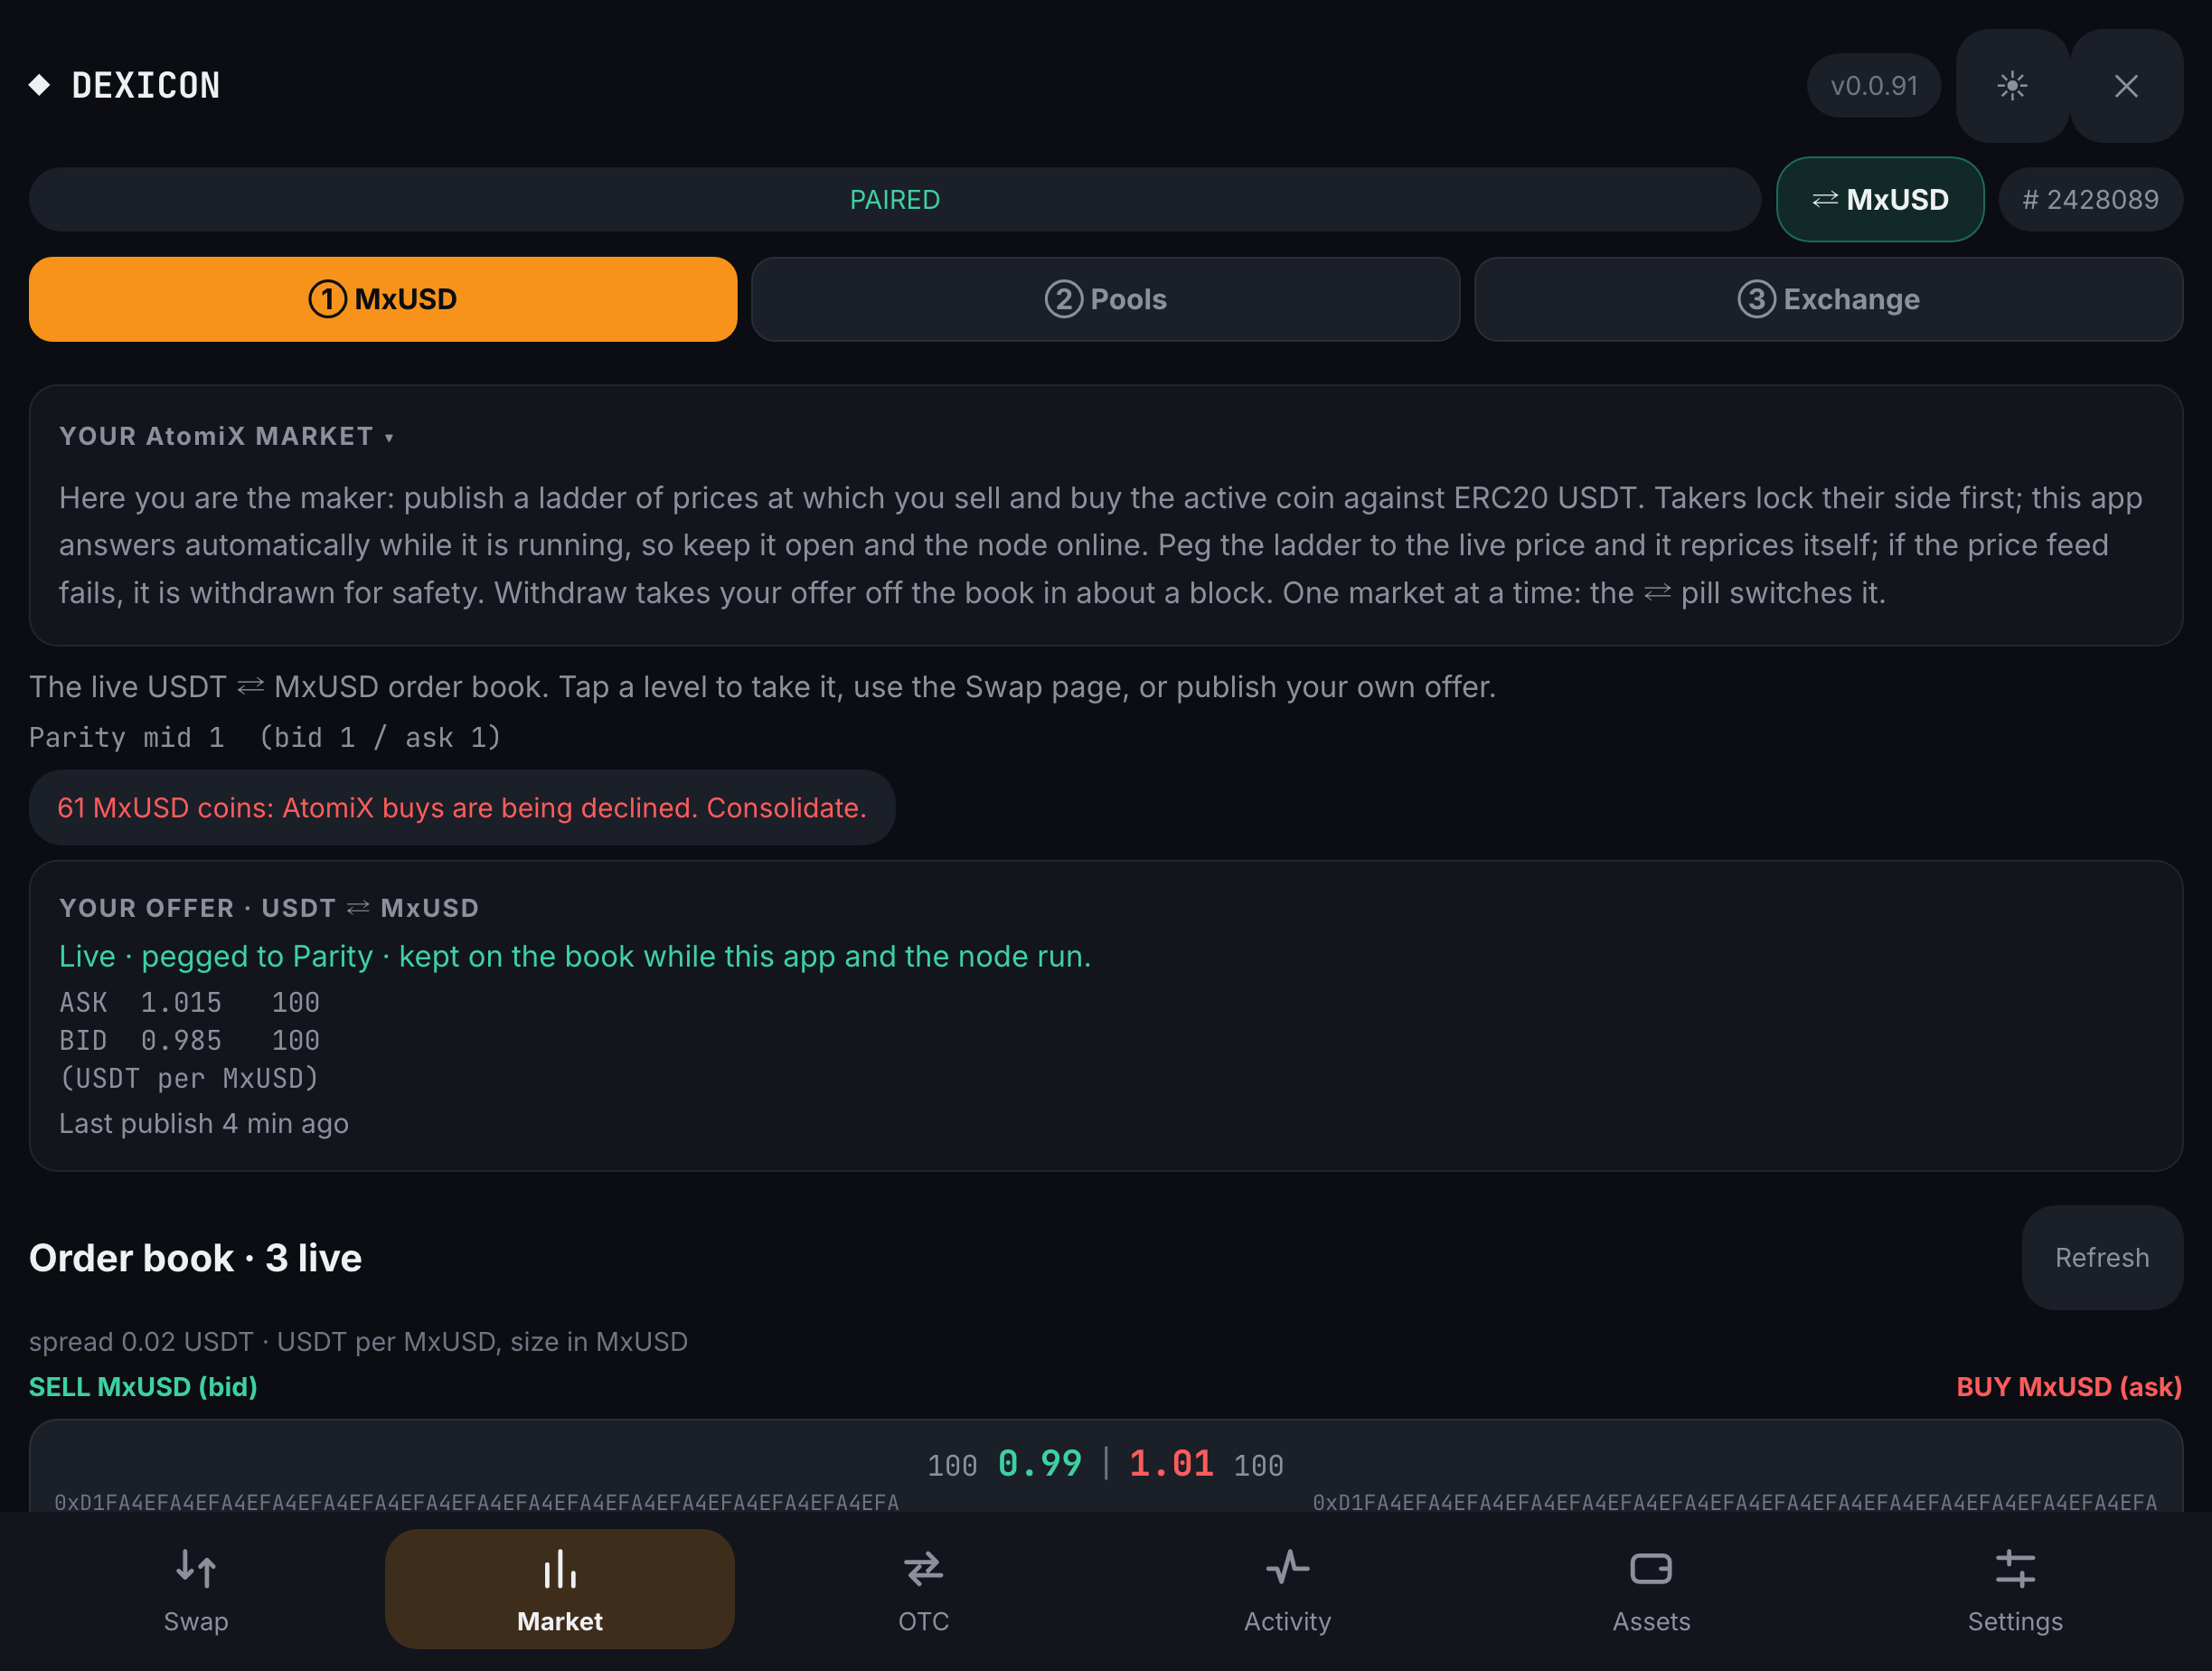 ◆ DEXICON
v0.0.91
PAIRED
⇄ MxUSD
# 2428089
① MxUSD
② Pools
③ Exchange
YOUR AtomiX MARKET ▾
Here you are the maker: publish a ladder of prices at which you sell and buy the active coin against ERC20 USDT. Takers lock their side first; this app
answers automatically while it is running, so keep it open and the node online. Peg the ladder to the live price and it reprices itself; if the price feed
fails, it is withdrawn for safety. Withdraw takes your offer off the book in about a block. One market at a time: the ⇄ pill switches it.
The live USDT ⇄ MxUSD order book. Tap a level to take it, use the Swap page, or publish your own offer.
Parity mid 1 (bid 1 / ask 1)
61 MxUSD coins: AtomiX buys are being declined. Consolidate.
YOUR OFFER · USDT ⇄ MxUSD
Live · pegged to Parity · kept on the book while this app and the node run.
ASK 1.015 100
BID 0.985 100
(USDT per MxUSD)
Last publish 4 min ago
Order book · 3 live
Refresh
spread 0.02 USDT · USDT per MxUSD, size in MxUSD
SELL MxUSD (bid)
BUY MxUSD (ask)
100 0.99 | 1.01 100
0xD1FA4EFA4EFA4EFA4EFA4EFA4EFA4EFA4EFA4EFA4EFA4EFA4EFA4EFA4EFA4EFA
0xD1FA4EFA4EFA4EFA4EFA4EFA4EFA4EFA4EFA4EFA4EFA4EFA4EFA4EFA4EFA4EFA
Swap
Market
OTC
Activity
Assets
Settings